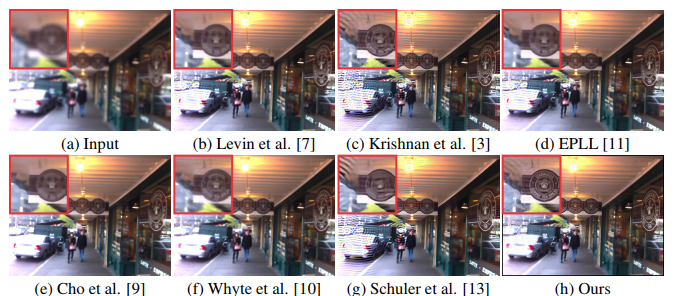 (a) Input
(b) Levin et al. [7]
(c) Krishnan et al. [3]
(d) EPLL [11]
(e) Cho et al. [9]
(f) Whyte et al. [10]
(g) Schuler et al. [13]
(h) Ours